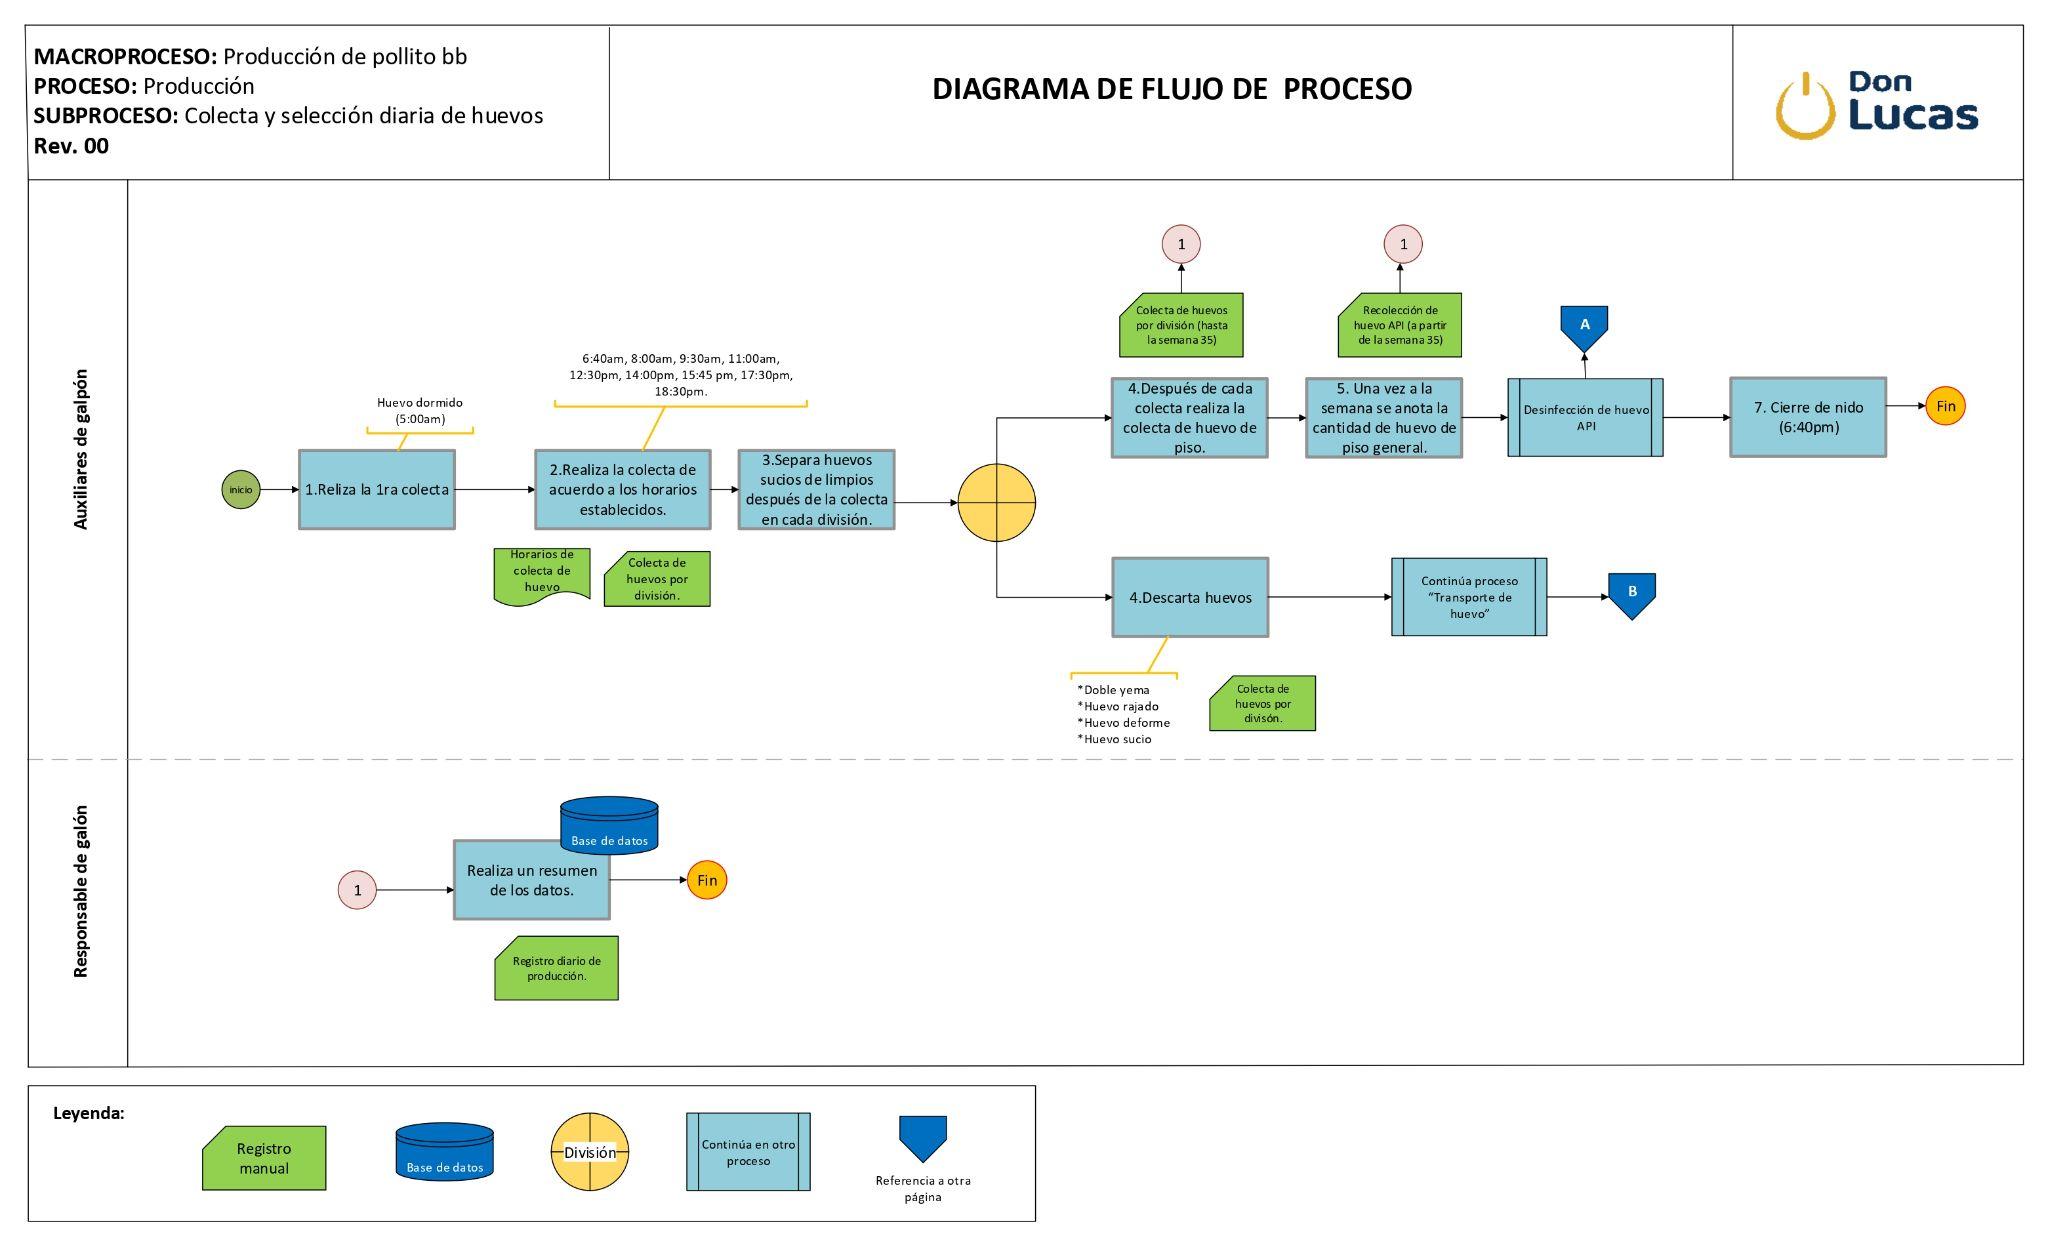 MACROPROCESO: Producción de pollito bb
PROCESO: Producción
SUBPROCESO: Colecta y selección diaria de huevos
Rev. 00
DIAGRAMA DE FLUJO DE PROCESO
Don
Lucas
Auxiliares de galpón
inicio
Huevo dormido
(5:00am)
1.Reliza la 1ra colecta
6:40am, 8:00am, 9:30am, 11:00am,
12:30pm, 14:00pm, 15:45 pm, 17:30pm,
18:30pm.
2.Realiza la colecta de
acuerdo a los horarios
establecidos.
Horarios de
colecta de
huevo
Colecta de
huevos por
división.
3.Separa huevos
sucios de limpios
después de la colecta
en cada división.
1
Colecta de huevos
por división (hasta
la semana 35)
4.Después de cada
colecta realiza la
colecta de huevo de
piso.
1
Recolección de
huevo API (a partir
de la semana 35)
5. Una vez a la
semana se anota la
cantidad de huevo de
piso general.
A
Desinfección de huevo
API
7. Cierre de nido
(6:40pm)
Fin
4.Descarta huevos
*Doble yema
*Huevo rajado
*Huevo deforme
*Huevo sucio
Colecta de
huevos por
divisón.
Continúa proceso
“Transporte de
huevo”
B
Responsable de galón
1
Base de datos
Realiza un resumen
de los datos.
Fin
Registro diario de
producción.
Leyenda:
Registro
manual
Base de datos
División
Continúa en otro
proceso
Referencia a otra
página